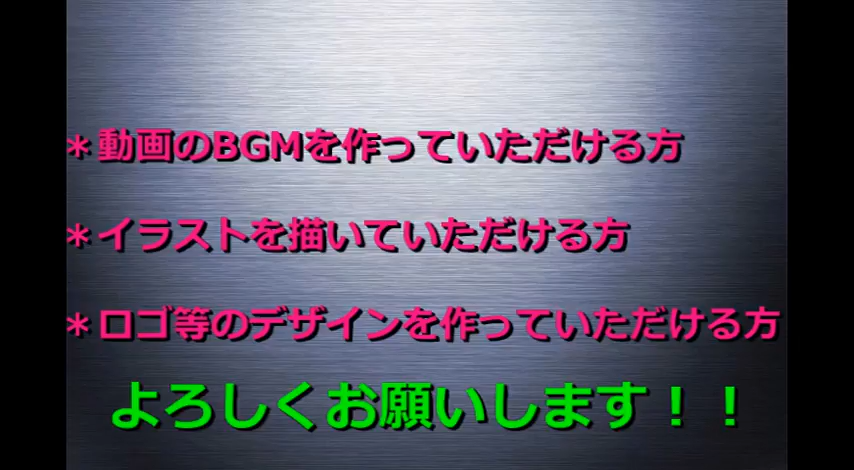 ＊動画のBGMを作っていただける方
＊イラストを描いていただける方
＊ロゴ等のデザインを作っていただける方
よろしくお願いします！！